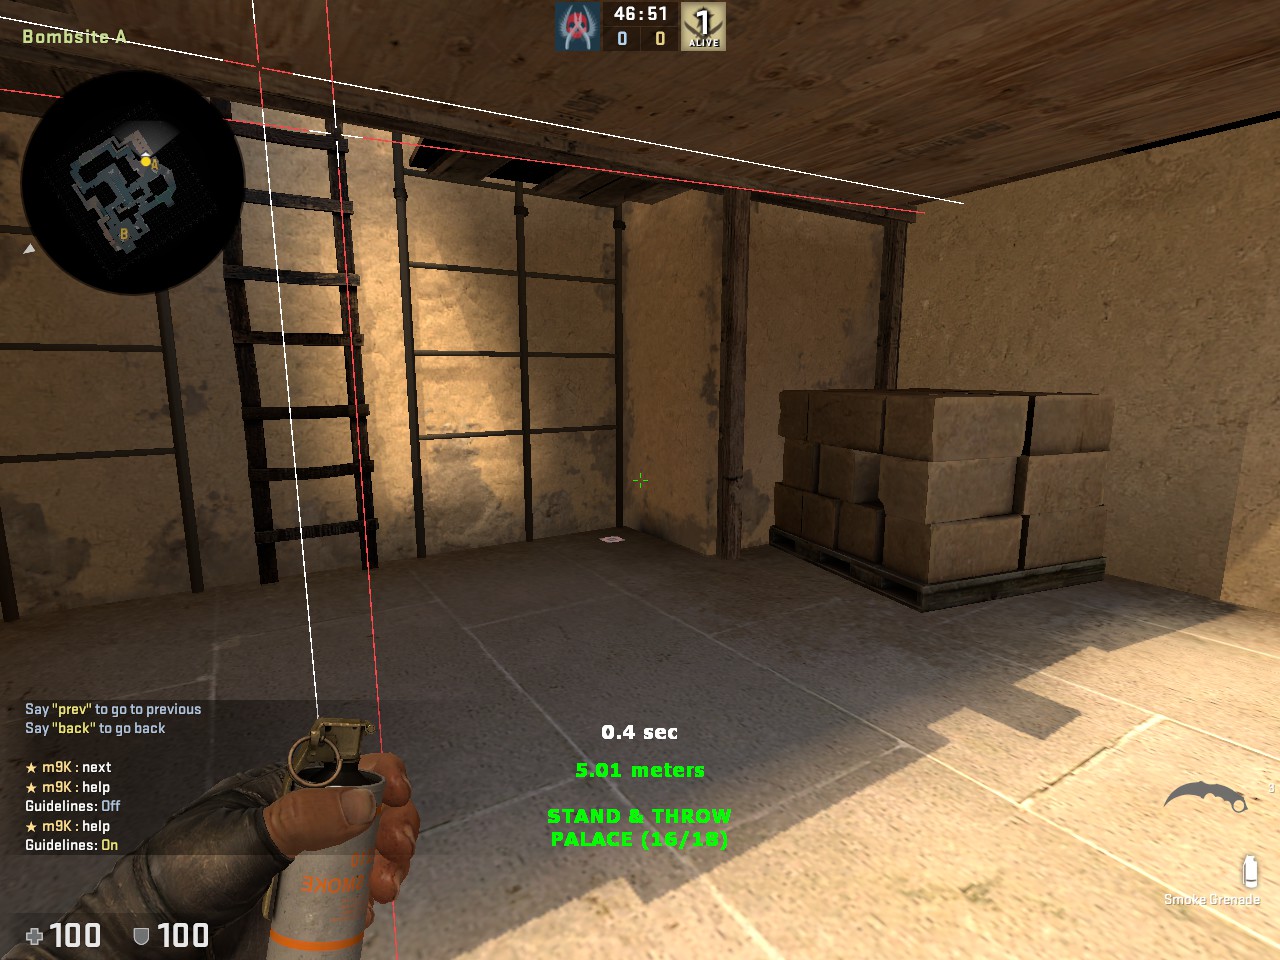 46:51
Bombsite A
0 0
1
ALIVE
A
B
Say "prev" to go to previous
Say "back" to go back
★ m9K : next
★ m9K : help
Guidelines: Off
★ m9K : help
Guidelines: On
0.4 sec
5.01 meters
STAND & THROW
PALACE (16/18)
3
SMOKE
Smoke Grenade
100 100